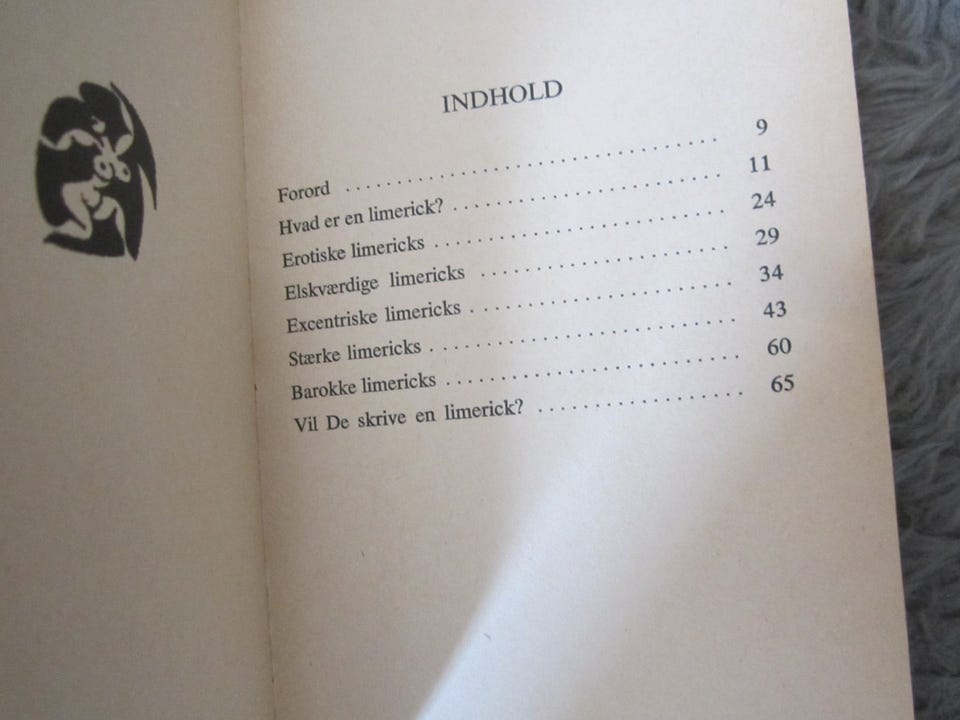 INDHOLD
Forord . . . . . . . . . . . . . . . . . . . . . . . . . . . . . . . . . 9
Hvad er en limerick? . . . . . . . . . . . . . . . . . . . . . . . . 11
Erotiske limericks . . . . . . . . . . . . . . . . . . . . . . . . . . 24
Elskværdige limericks . . . . . . . . . . . . . . . . . . . . . . 29
Excentriske limericks . . . . . . . . . . . . . . . . . . . . . . . 34
Stærke limericks . . . . . . . . . . . . . . . . . . . . . . . . . . . 43
Barokke limericks . . . . . . . . . . . . . . . . . . . . . . . . . . 60
Vil De skrive en limerick? . . . . . . . . . . . . . . . . . . 65